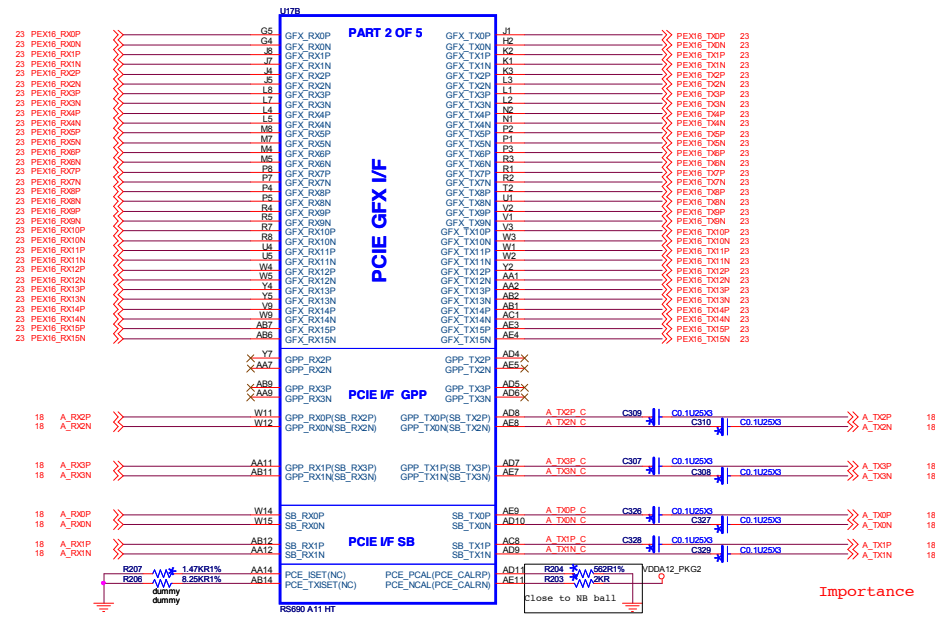 U17B
PART 2 OF 5
23 PEX16_RX0P G5 GFX_RX0P GFX_TX0P J1 PEX16_TX0P 23
23 PEX16_RX0N G4 GFX_RX0N GFX_TX0N H2 PEX16_TX0N 23
23 PEX16_RX1P J8 GFX_RX1P GFX_TX1P K2 PEX16_TX1P 23
23 PEX16_RX1N J7 GFX_RX1N GFX_TX1N K1 PEX16_TX1N 23
23 PEX16_RX2P J4 GFX_RX2P GFX_TX2P K3 PEX16_TX2P 23
23 PEX16_RX2N J5 GFX_RX2N GFX_TX2N L3 PEX16_TX2N 23
23 PEX16_RX3P L8 GFX_RX3P GFX_TX3P L1 PEX16_TX3P 23
23 PEX16_RX3N L7 GFX_RX3N GFX_TX3N L2 PEX16_TX3N 23
23 PEX16_RX4P L4 GFX_RX4P GFX_TX4P N2 PEX16_TX4P 23
23 PEX16_RX4N L5 GFX_RX4N GFX_TX4N N1 PEX16_TX4N 23
23 PEX16_RX5P M8 GFX_RX5P GFX_TX5P P2 PEX16_TX5P 23
23 PEX16_RX5N M7 GFX_RX5N GFX_TX5N P1 PEX16_TX5N 23
23 PEX16_RX6P M4 GFX_RX6P GFX_TX6P P3 PEX16_TX6P 23
23 PEX16_RX6N M5 GFX_RX6N GFX_TX6N R3 PEX16_TX6N 23
23 PEX16_RX7P P8 GFX_RX7P GFX_TX7P R1 PEX16_TX7P 23
23 PEX16_RX7N P7 GFX_RX7N GFX_TX7N R2 PEX16_TX7N 23
23 PEX16_RX8P P4 GFX_RX8P GFX_TX8P T2 PEX16_TX8P 23
23 PEX16_RX8N P5 GFX_RX8N GFX_TX8N U1 PEX16_TX8N 23
23 PEX16_RX9P R4 GFX_RX9P GFX_TX9P V2 PEX16_TX9P 23
23 PEX16_RX9N R5 GFX_RX9N GFX_TX9N V1 PEX16_TX9N 23
23 PEX16_RX10P R7 GFX_RX10P GFX_TX10P V3 PEX16_TX10P 23
23 PEX16_RX10N R8 GFX_RX10N GFX_TX10N W3 PEX16_TX10N 23
23 PEX16_RX11P U4 GFX_RX11P GFX_TX11P W1 PEX16_TX11P 23
23 PEX16_RX11N U5 GFX_RX11N GFX_TX11N W2 PEX16_TX11N 23
23 PEX16_RX12P W4 GFX_RX12P GFX_TX12P Y2 PEX16_TX12P 23
23 PEX16_RX12N W5 GFX_RX12N GFX_TX12N AA1 PEX16_TX12N 23
23 PEX16_RX13P Y4 GFX_RX13P GFX_TX13P AA2 PEX16_TX13P 23
23 PEX16_RX13N Y5 GFX_RX13N GFX_TX13N AB2 PEX16_TX13N 23
23 PEX16_RX14P V9 GFX_RX14P GFX_TX14P AB1 PEX16_TX14P 23
23 PEX16_RX14N W9 GFX_RX14N GFX_TX14N AC1 PEX16_TX14N 23
23 PEX16_RX15P AB7 GFX_RX15P GFX_TX15P AE3 PEX16_TX15P 23
23 PEX16_RX15N AB6 GFX_RX15N GFX_TX15N AE4 PEX16_TX15N 23
PCIE GFX I/F
Y7 GPP_RX2P GPP_TX2P AD4
AA7 GPP_RX2N GPP_TX2N AE5
AB9 GPP_RX3P GPP_TX3P AD5
AA9 GPP_RX3N GPP_TX3N AD6
PCIE I/F GPP
18 A_RX2P W11 GPP_RX0P(SB_RX2P) GPP_TX0P(SB_TX2P) AD8 A_TX2P_C C309 C0.1U25X3 A_TX2P 18
18 A_RX2N W12 GPP_RX0N(SB_RX2N) GPP_TX0N(SB_TX2N) AE8 A_TX2N_C C310 C0.1U25X3 A_TX2N 18
18 A_RX3P AA11 GPP_RX1P(SB_RX3P) GPP_TX1P(SB_TX3P) AD7 A_TX3P_C C307 C0.1U25X3 A_TX3P 18
18 A_RX3N AB11 GPP_RX1N(SB_RX3N) GPP_TX1N(SB_TX3N) AE7 A_TX3N_C C308 C0.1U25X3 A_TX3N 18
18 A_RX0P W14 SB_RX0P SB_TX0P AE9 A_TX0P_C C326 C0.1U25X3 A_TX0P 18
18 A_RX0N W15 SB_RX0N SB_TX0N AD10 A_TX0N_C C327 C0.1U25X3 A_TX0N 18
PCIE I/F SB
18 A_RX1P AB12 SB_RX1P SB_TX1P AC8 A_TX1P_C C328 C0.1U25X3 A_TX1P 18
18 A_RX1N AA12 SB_RX1N SB_TX1N AD9 A_TX1N_C C329 C0.1U25X3 A_TX1N 18
R207 1.47KR1% AA14 PCE_ISET(NC) PCE_PCAL(PCE_CALRP) AD11 R204 562R1% VDDA12_PKG2
R206 8.25KR1% AB14 PCE_TXISET(NC) PCE_NCAL(PCE_CALRN) AE11 R203 2KR
dummy
dummy
Close to NB ball
Importance
RS690 A11 HT